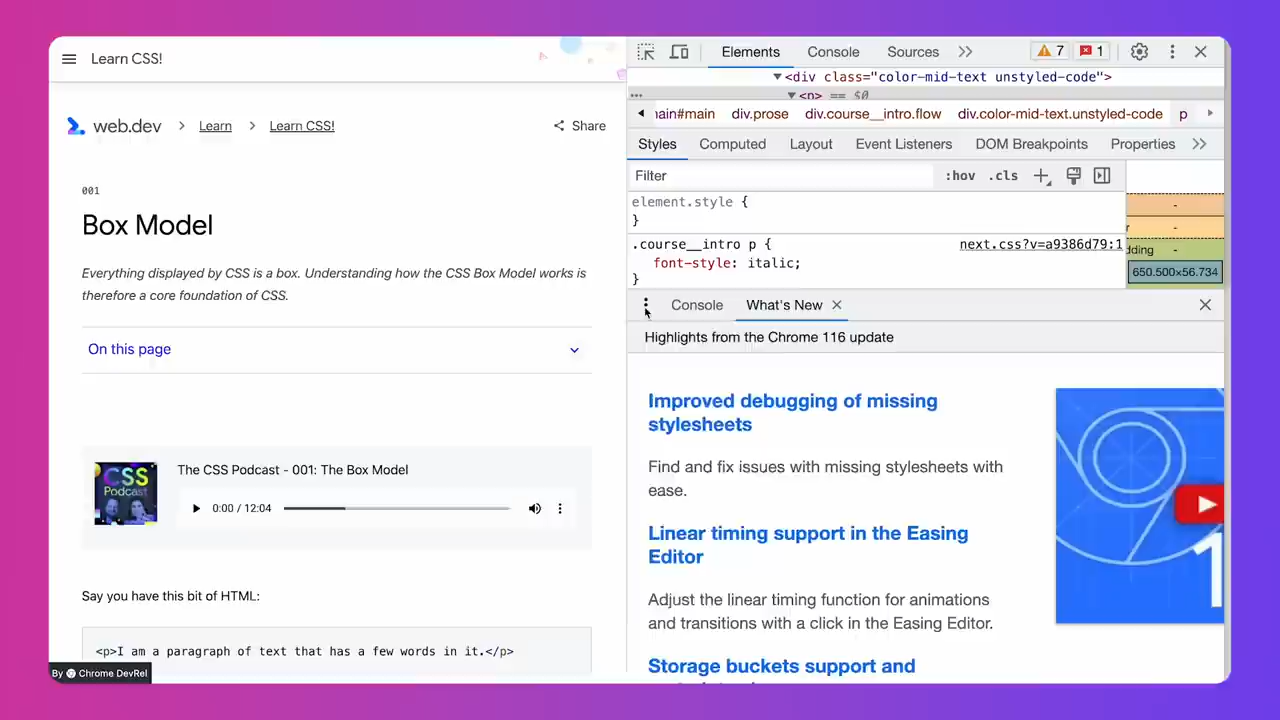 Learn CSS!
web.dev
Learn
Learn CSS!
Share
001
Box Model
Everything displayed by CSS is a box. Understanding how the CSS Box Model works is
therefore a core foundation of CSS.
On this page
CSS
Podcast
The CSS Podcast - 001: The Box Model
0:00 / 12:04
Say you have this bit of HTML:
<p>I am a paragraph of text that has a few words in it.</p>
By Chrome DevRel
Elements Console Sources 7 1
<div class="color-mid-text unstyled-code">
<p> == $0
nain#main div.prose div.course__intro.flow div.color-mid-text.unstyled-code p
Styles Computed Layout Event Listeners DOM Breakpoints Properties
Filter :hov .cls
element.style {
}
.course__intro p { next.css?v=a9386d79:1
font-style: italic;
}
-
r -
dding -
650.500×56.734
Console What's New
Highlights from the Chrome 116 update
Improved debugging of missing
stylesheets
Find and fix issues with missing stylesheets with
ease.
Linear timing support in the Easing
Editor
Adjust the linear timing function for animations
and transitions with a click in the Easing Editor.
Storage buckets support and
1